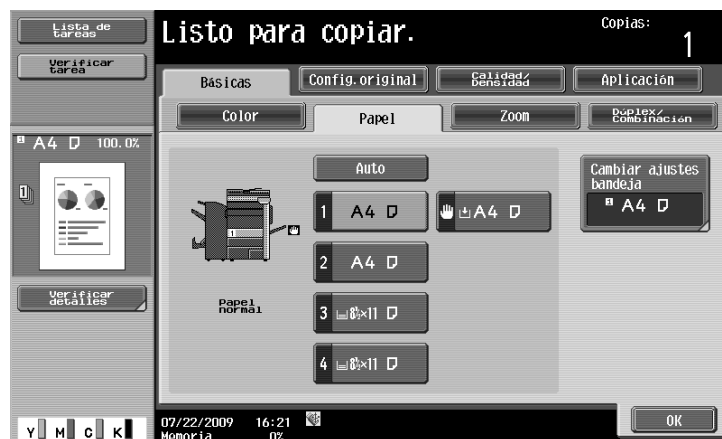 Lista de
tareas
Verificar
tarea
Listo para copiar.
Copias:
1
Básicas
Config.original
Calidad/
Densidad
Aplicación
Color
Papel
Zoom
Dúplex/
Combinación
A4 100.0%
1
Verificar
detalles
Y M C K
Auto
1 A4
A4
2 A4
3 8½×11
4 8½×11
1
Papel
normal
Cambiar ajustes
bandeja
A4
07/22/2009 16:21
Memoria 0%
OK